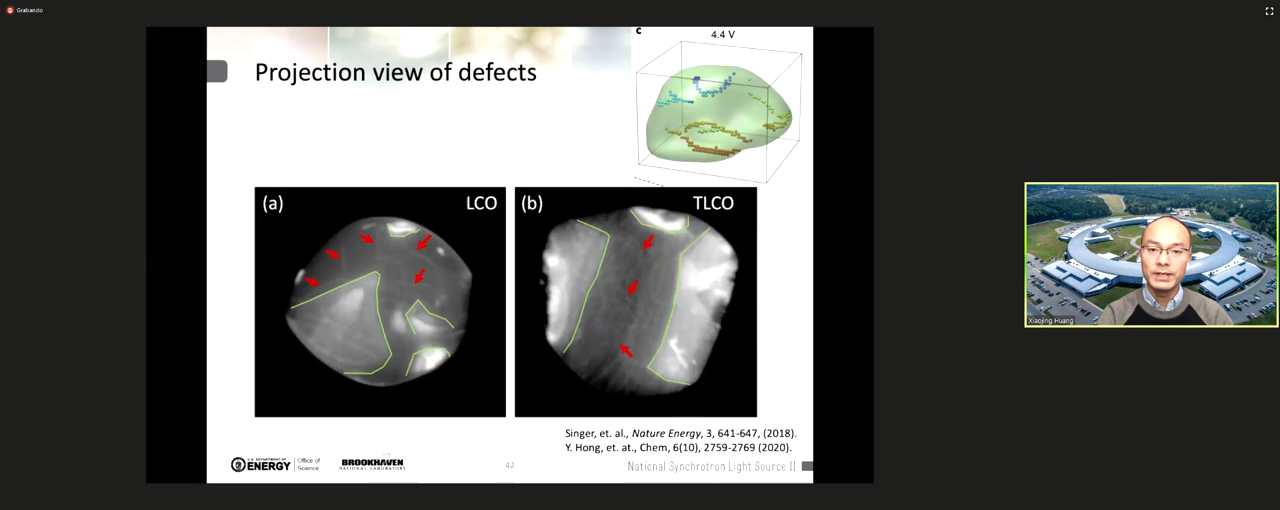 Grabando
c
4.4 V
Projection view of defects
(a)
LCO
(b)
TLCO
Xiaojing Huang
Singer, et. al., Nature Energy, 3, 641-647, (2018).
Y. Hong, et. at., Chem, 6(10), 2759-2769 (2020).
U.S. DEPARTMENT OF
ENERGY
Office of
Science
BROOKHAVEN
NATIONAL LABORATORY
42
National Synchrotron Light Source II